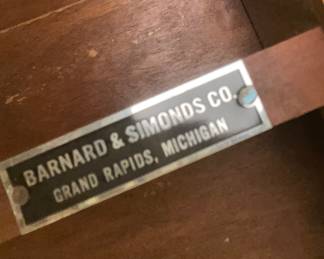 BARNARD & SIMONDS CO.
GRAND RAPIDS, MICHIGAN